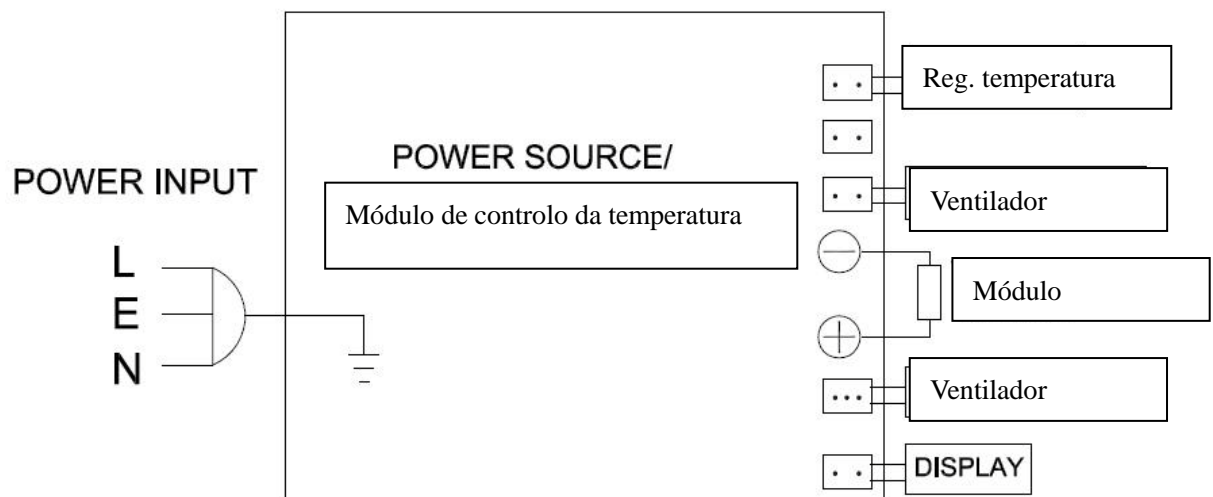 Reg. temperatura
POWER SOURCE/
POWER INPUT
Módulo de controlo da temperatura
Ventilador
L
E
N
Módulo
Ventilador
DISPLAY